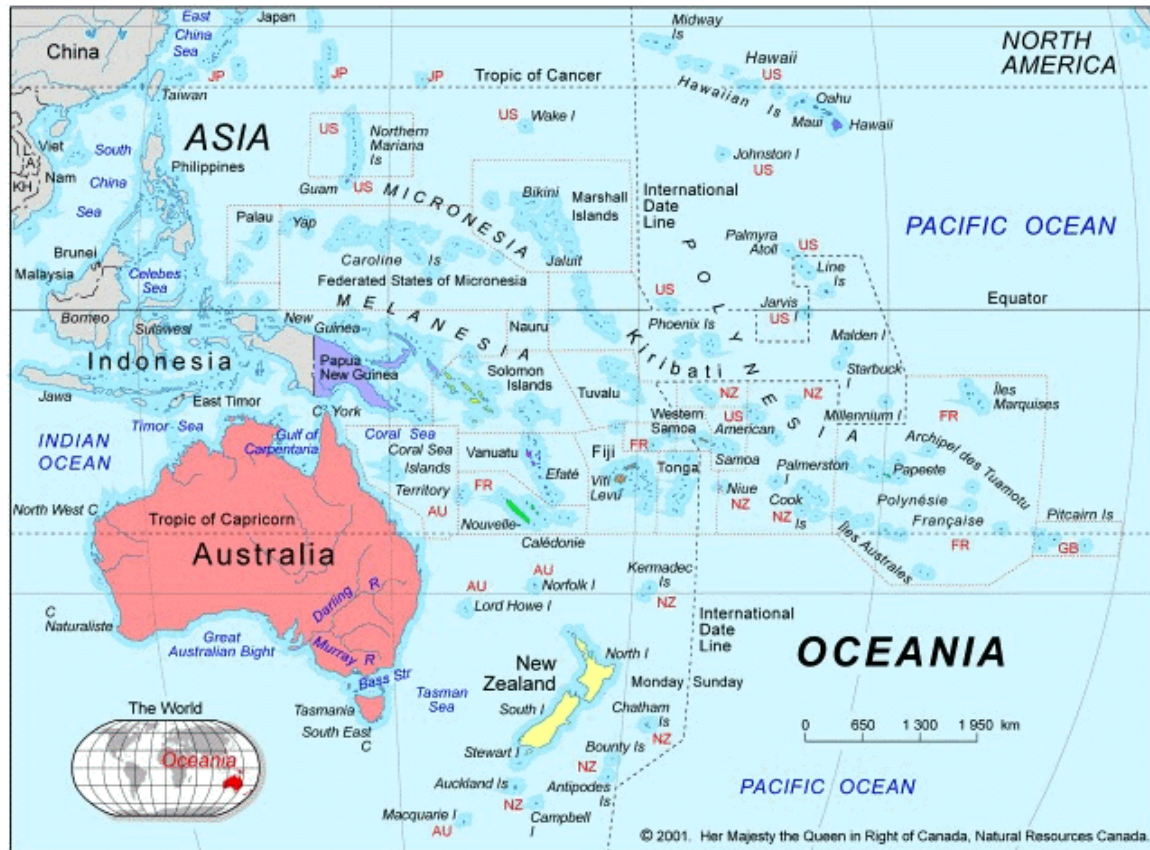 East
China
Sea
Japan
China
JP
JP
JP
Taiwan
Tropic of Cancer
Midway
Is
Hawaii
US
Hawaiian Is
Oahu
Maui
Hawaii
NORTH
AMERICA
ASIA
L
A
KH
Viet
Nam
South
China
Sea
Philippines
US
Northern
Mariana
Is
US
Wake I
Johnston I
US
Guam
US
MICRONESIA
Bikini
Marshall
Islands
International
Date
Line
PACIFIC OCEAN
Palau
Yap
Caroline Is
Federated States of Micronesia
Jaluit
POLYNESIA
Palmyra
Atoll
US
Line
Is
Brunei
Malaysia
Celebes
Sea
Borneo
Sulawesi
MELANESIA
US
Jarvis
I
US
Equator
New
Guinea
Nauru
Phoenix Is
Kiribati
Malden I
Starbuck
I
Indonesia
Papua
New Guinea
Solomon
Islands
Tuvalu
NZ
NZ
Millennium I
Îles
Marquises
FR
Jawa
East Timor
C York
Timor Sea
INDIAN
OCEAN
Gulf of
Carpentaria
Coral Sea
Coral Sea
Islands
Territory
AU
Vanuatu
Efaté
FR
Nouvelle-
Calédonie
Fiji
Viti
Levu
FR
Western
Samoa
US
American
Samoa
Tonga
Niue
NZ
Palmerston
I
Cook
Is
NZ
Papeete
Archipel des Tuamotu
Polynésie
Française
FR
Îles Australes
Pitcairn Is
GB
North West C
Tropic of Capricorn
Australia
AU
Norfolk I
AU
Lord Howe I
Kermadec
Is
NZ
C
Naturaliste
Darling R
Great
Australian Bight
Murray R
Bass Str
International
Date
Line
OCEANIA
New
Zealand
North I
Monday
Sunday
Tasman
Sea
Tasmania
South East
C
South I
Chatham
Is
NZ
0 650 1 300 1 950 km
The World
Oceania
Stewart I
Bounty Is
NZ
Auckland Is
NZ
Antipodes
Is
Campbell
I
Macquarie I
AU
PACIFIC OCEAN
© 2001. Her Majesty the Queen in Right of Canada, Natural Resources Canada.